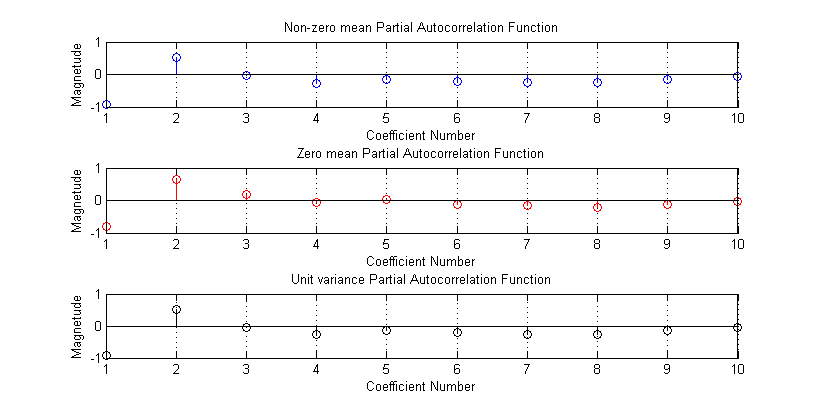 Non-zero mean Partial Autocorrelation Function
1
0
-1
Magnetude
1 2 3 4 5 6 7 8 9 10
Coefficient Number
Zero mean Partial Autocorrelation Function
1
0
-1
Magnetude
1 2 3 4 5 6 7 8 9 10
Coefficient Number
Unit variance Partial Autocorrelation Function
1
0
-1
Magnetude
1 2 3 4 5 6 7 8 9 10
Coefficient Number